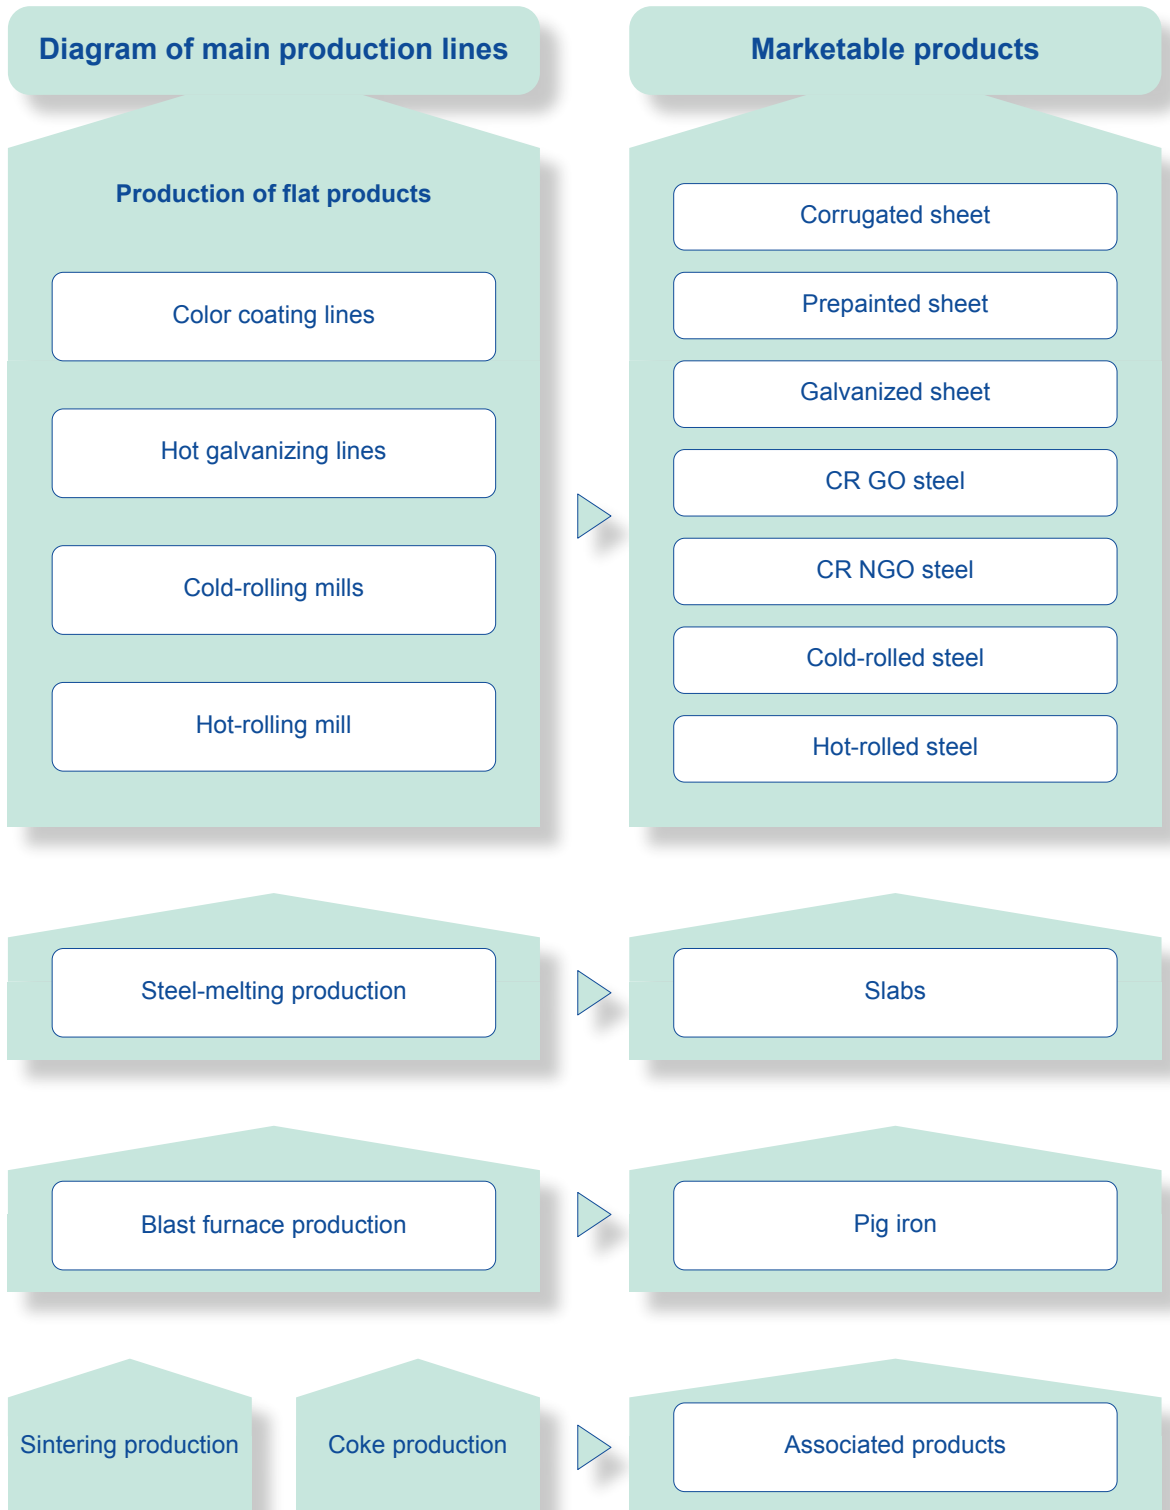 Diagram of main production lines
Marketable products
Production of flat products
Color coating lines
Hot galvanizing lines
Cold-rolling mills
Hot-rolling mill
Corrugated sheet
Prepainted sheet
Galvanized sheet
CR GO steel
CR NGO steel
Cold-rolled steel
Hot-rolled steel
Steel-melting production
Slabs
Blast furnace production
Pig iron
Sintering production
Coke production
Associated products